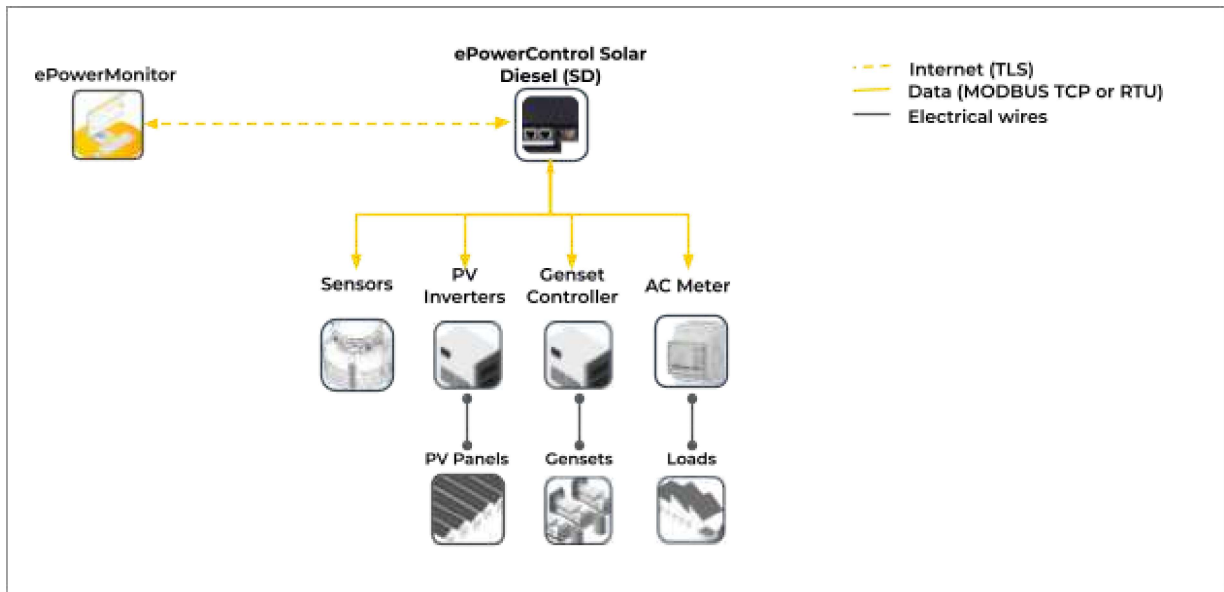 ePowerControl Solar
Diesel (SD)
ePowerMonitor
Internet (TLS)
Data (MODBUS TCP or RTU)
Electrical wires
Sensors
PV
Inverters
Genset
Controller
AC Meter
PV Panels
Gensets
Loads